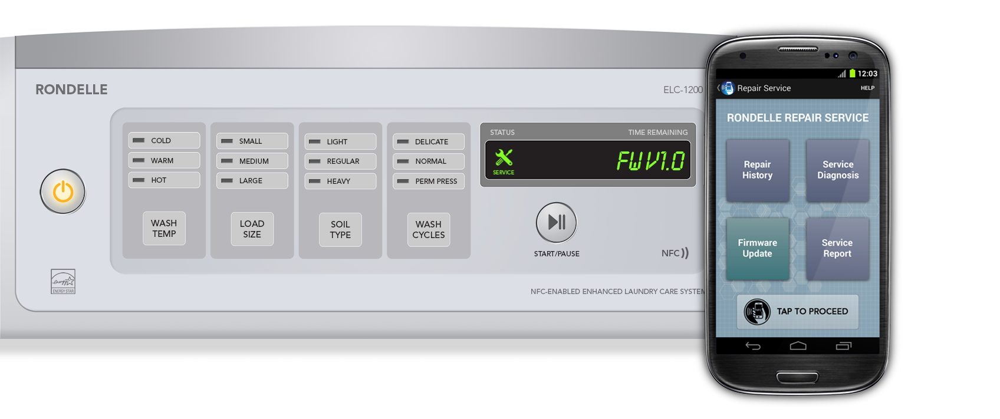 RONDELLE
ELC-1200
COLD
WARM
HOT
WASH
TEMP
SMALL
MEDIUM
LARGE
LOAD
SIZE
LIGHT
REGULAR
HEAVY
SOIL
TYPE
DELICATE
NORMAL
PERM PRESS
WASH
CYCLES
STATUS
TIME REMAINING
SERVICE
FW V1.0
START/PAUSE
NFC
energy
ENERGY STAR
NFC-ENABLED ENHANCED LAUNDRY CARE SYSTEM
12:03
Repair Service
HELP
RONDELLE REPAIR SERVICE
Repair
History
Service
Diagnosis
Firmware
Update
Service
Report
NFC
TAP TO PROCEED